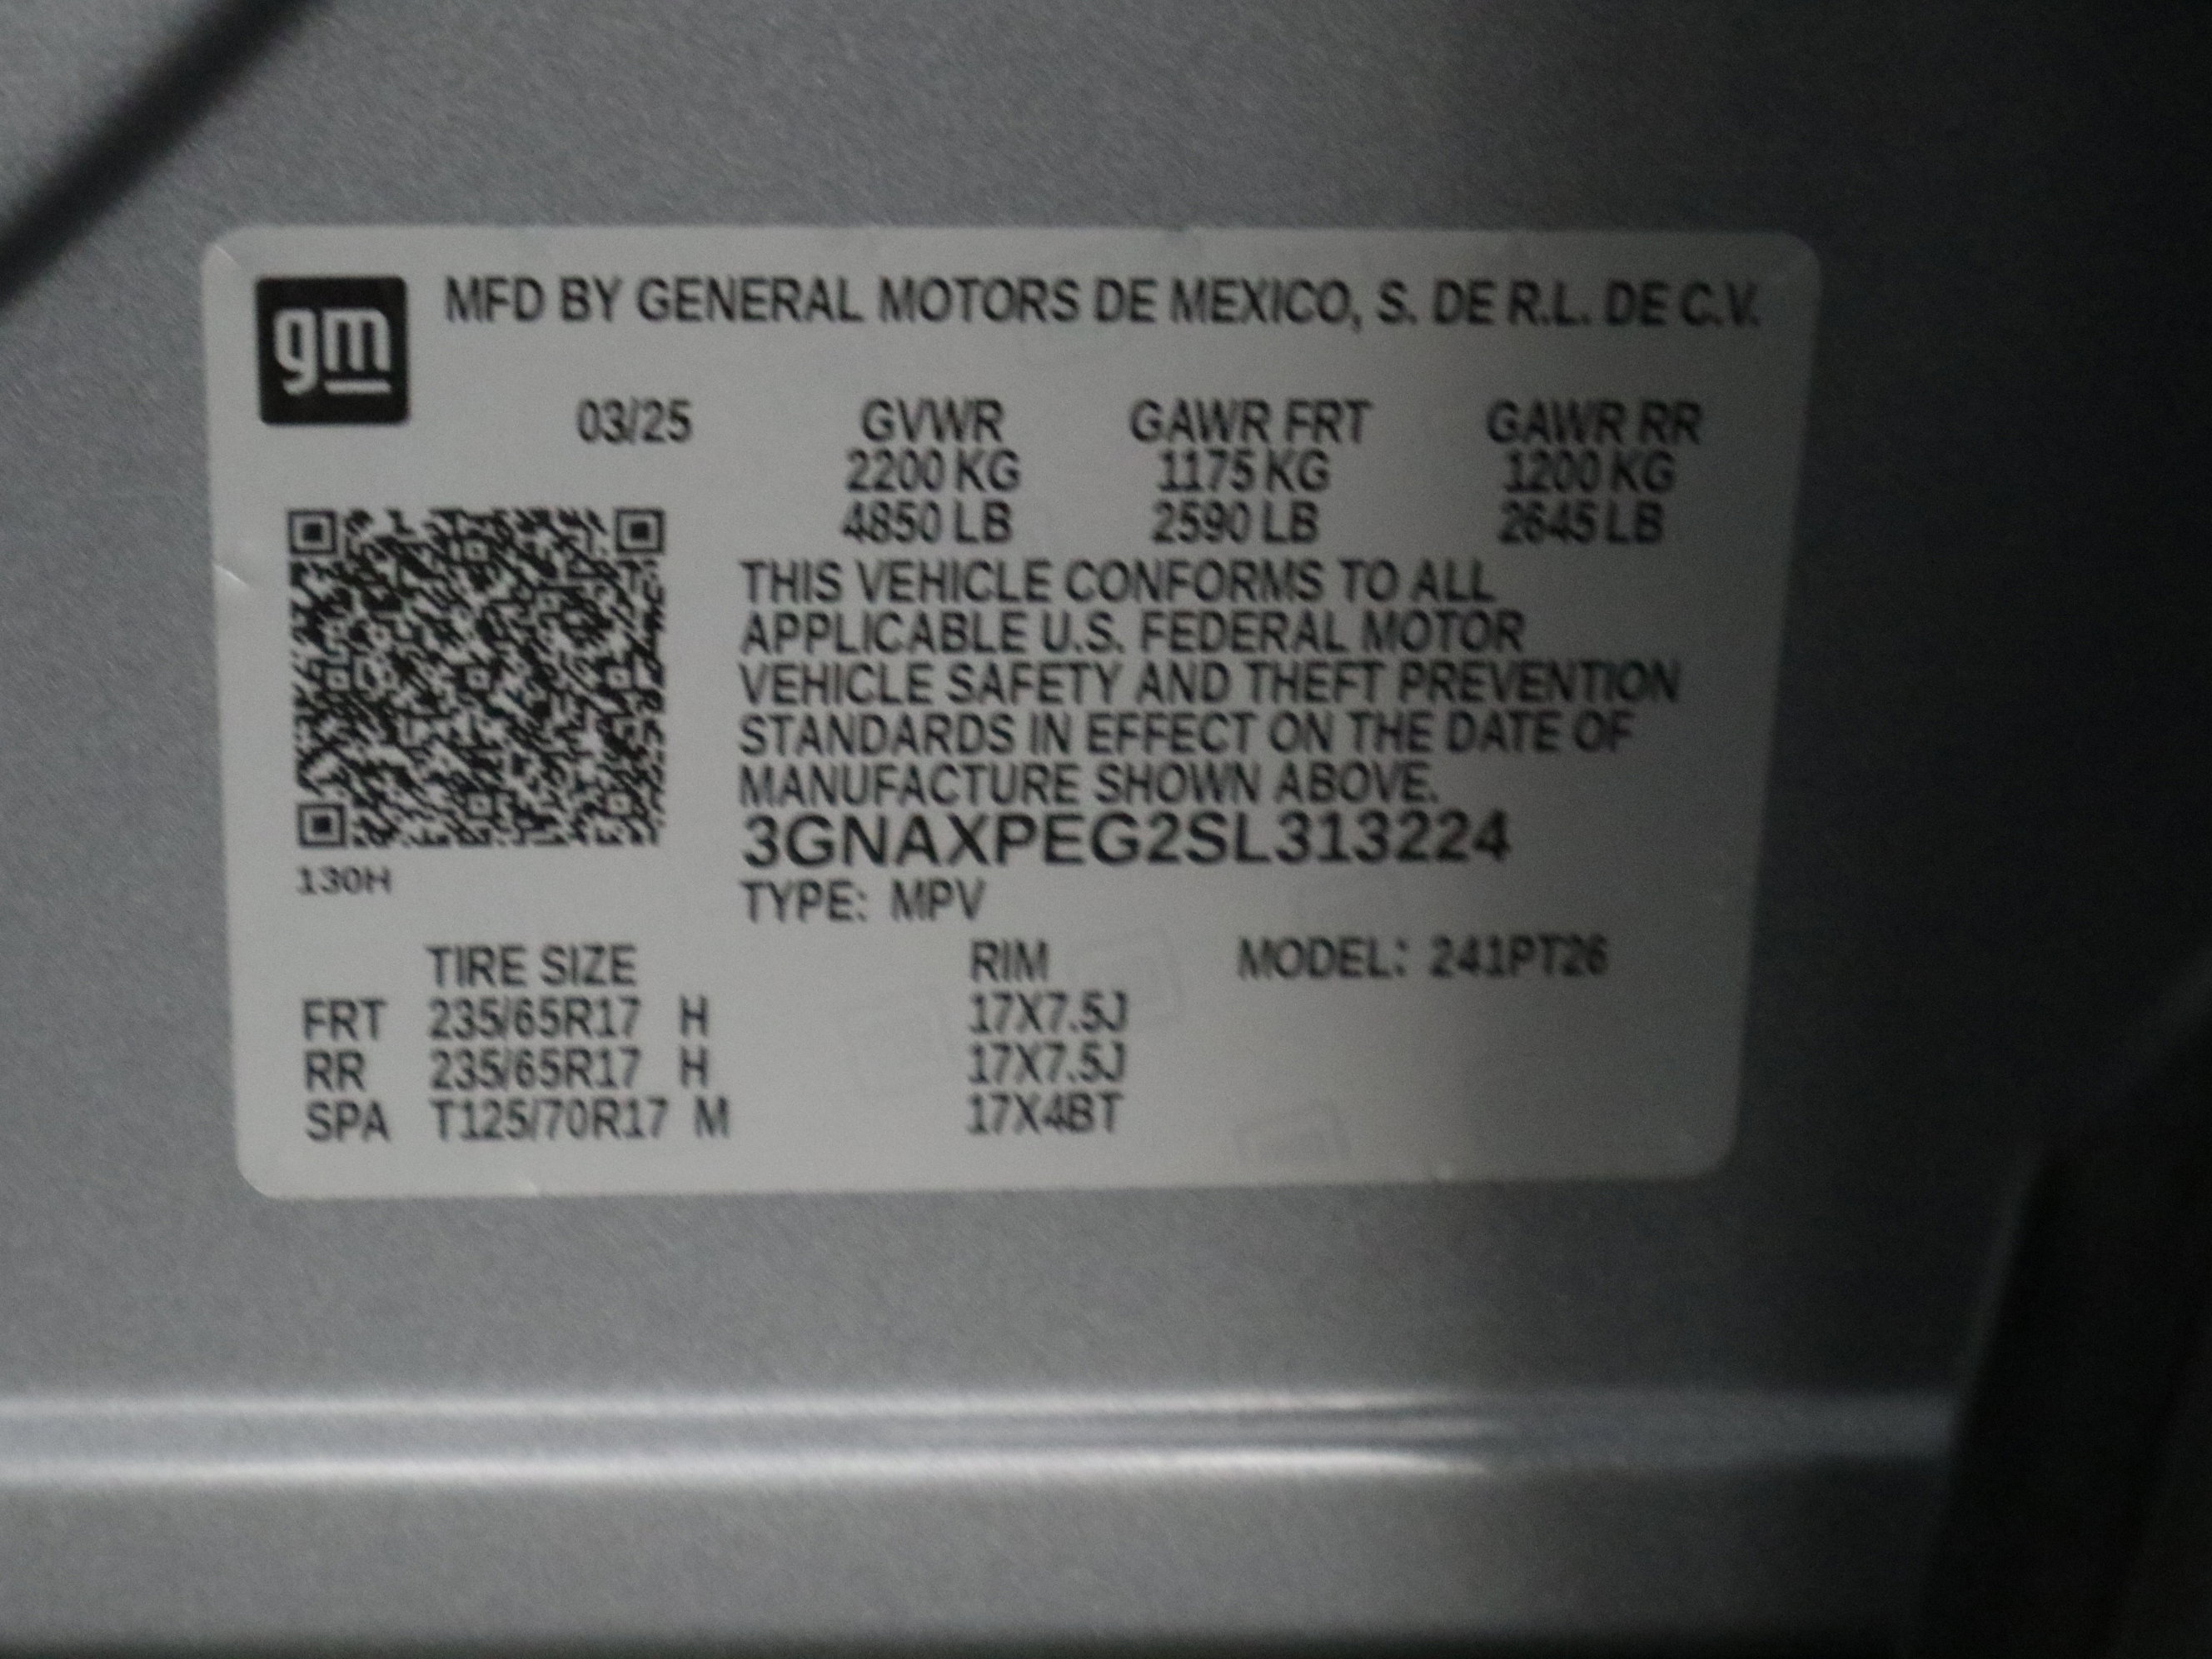 gm
MFD BY GENERAL MOTORS DE MEXICO, S. DE R.L. DE C.V.
03/25 GVWR GAWR FRT GAWR RR
2200 KG 1175 KG 1200 KG
4850 LB 2590 LB 2645 LB
THIS VEHICLE CONFORMS TO ALL
APPLICABLE U.S. FEDERAL MOTOR
VEHICLE SAFETY AND THEFT PREVENTION
STANDARDS IN EFFECT ON THE DATE OF
MANUFACTURE SHOWN ABOVE.
3GNAXPEG2SL313224
130H
TYPE: MPV
TIRE SIZE RIM MODEL: 241PT26
FRT 235/65R17 H 17X7.5J
RR 235/65R17 H 17X7.5J
SPA T125/70R17 M 17X4BT